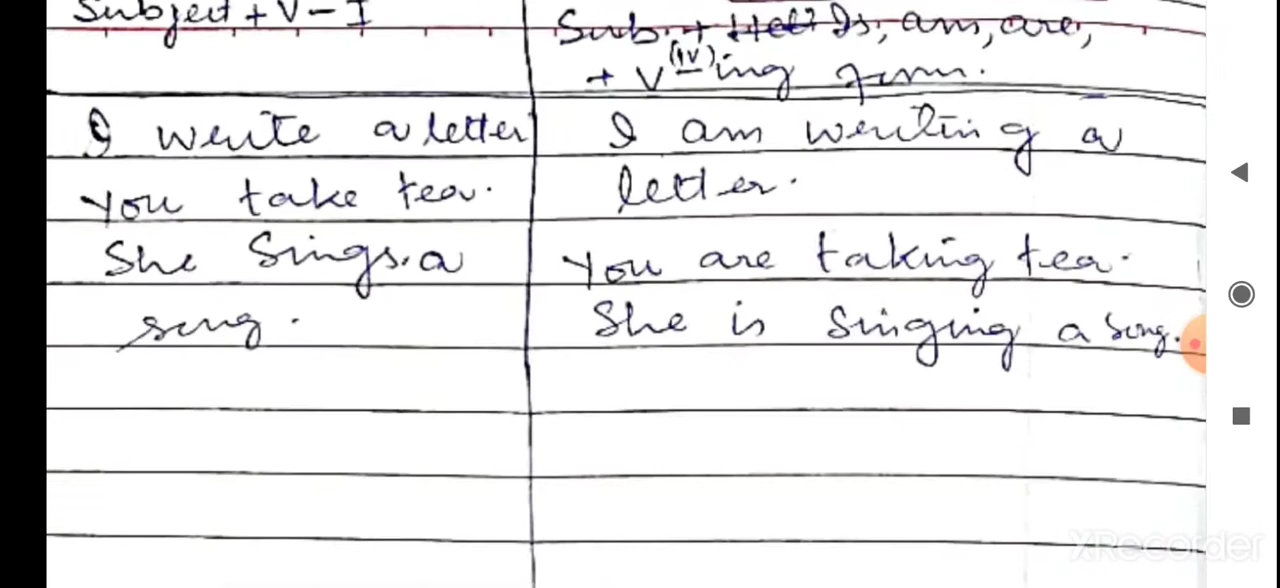 Subject + V - I
Sub. + Is, am, are,
+ V (IV) ing form.
I write a letter
You take tea.
She Sings. a
song.
I am writing a
letter.
You are taking tea.
She is Singing a Song.
XRecorder